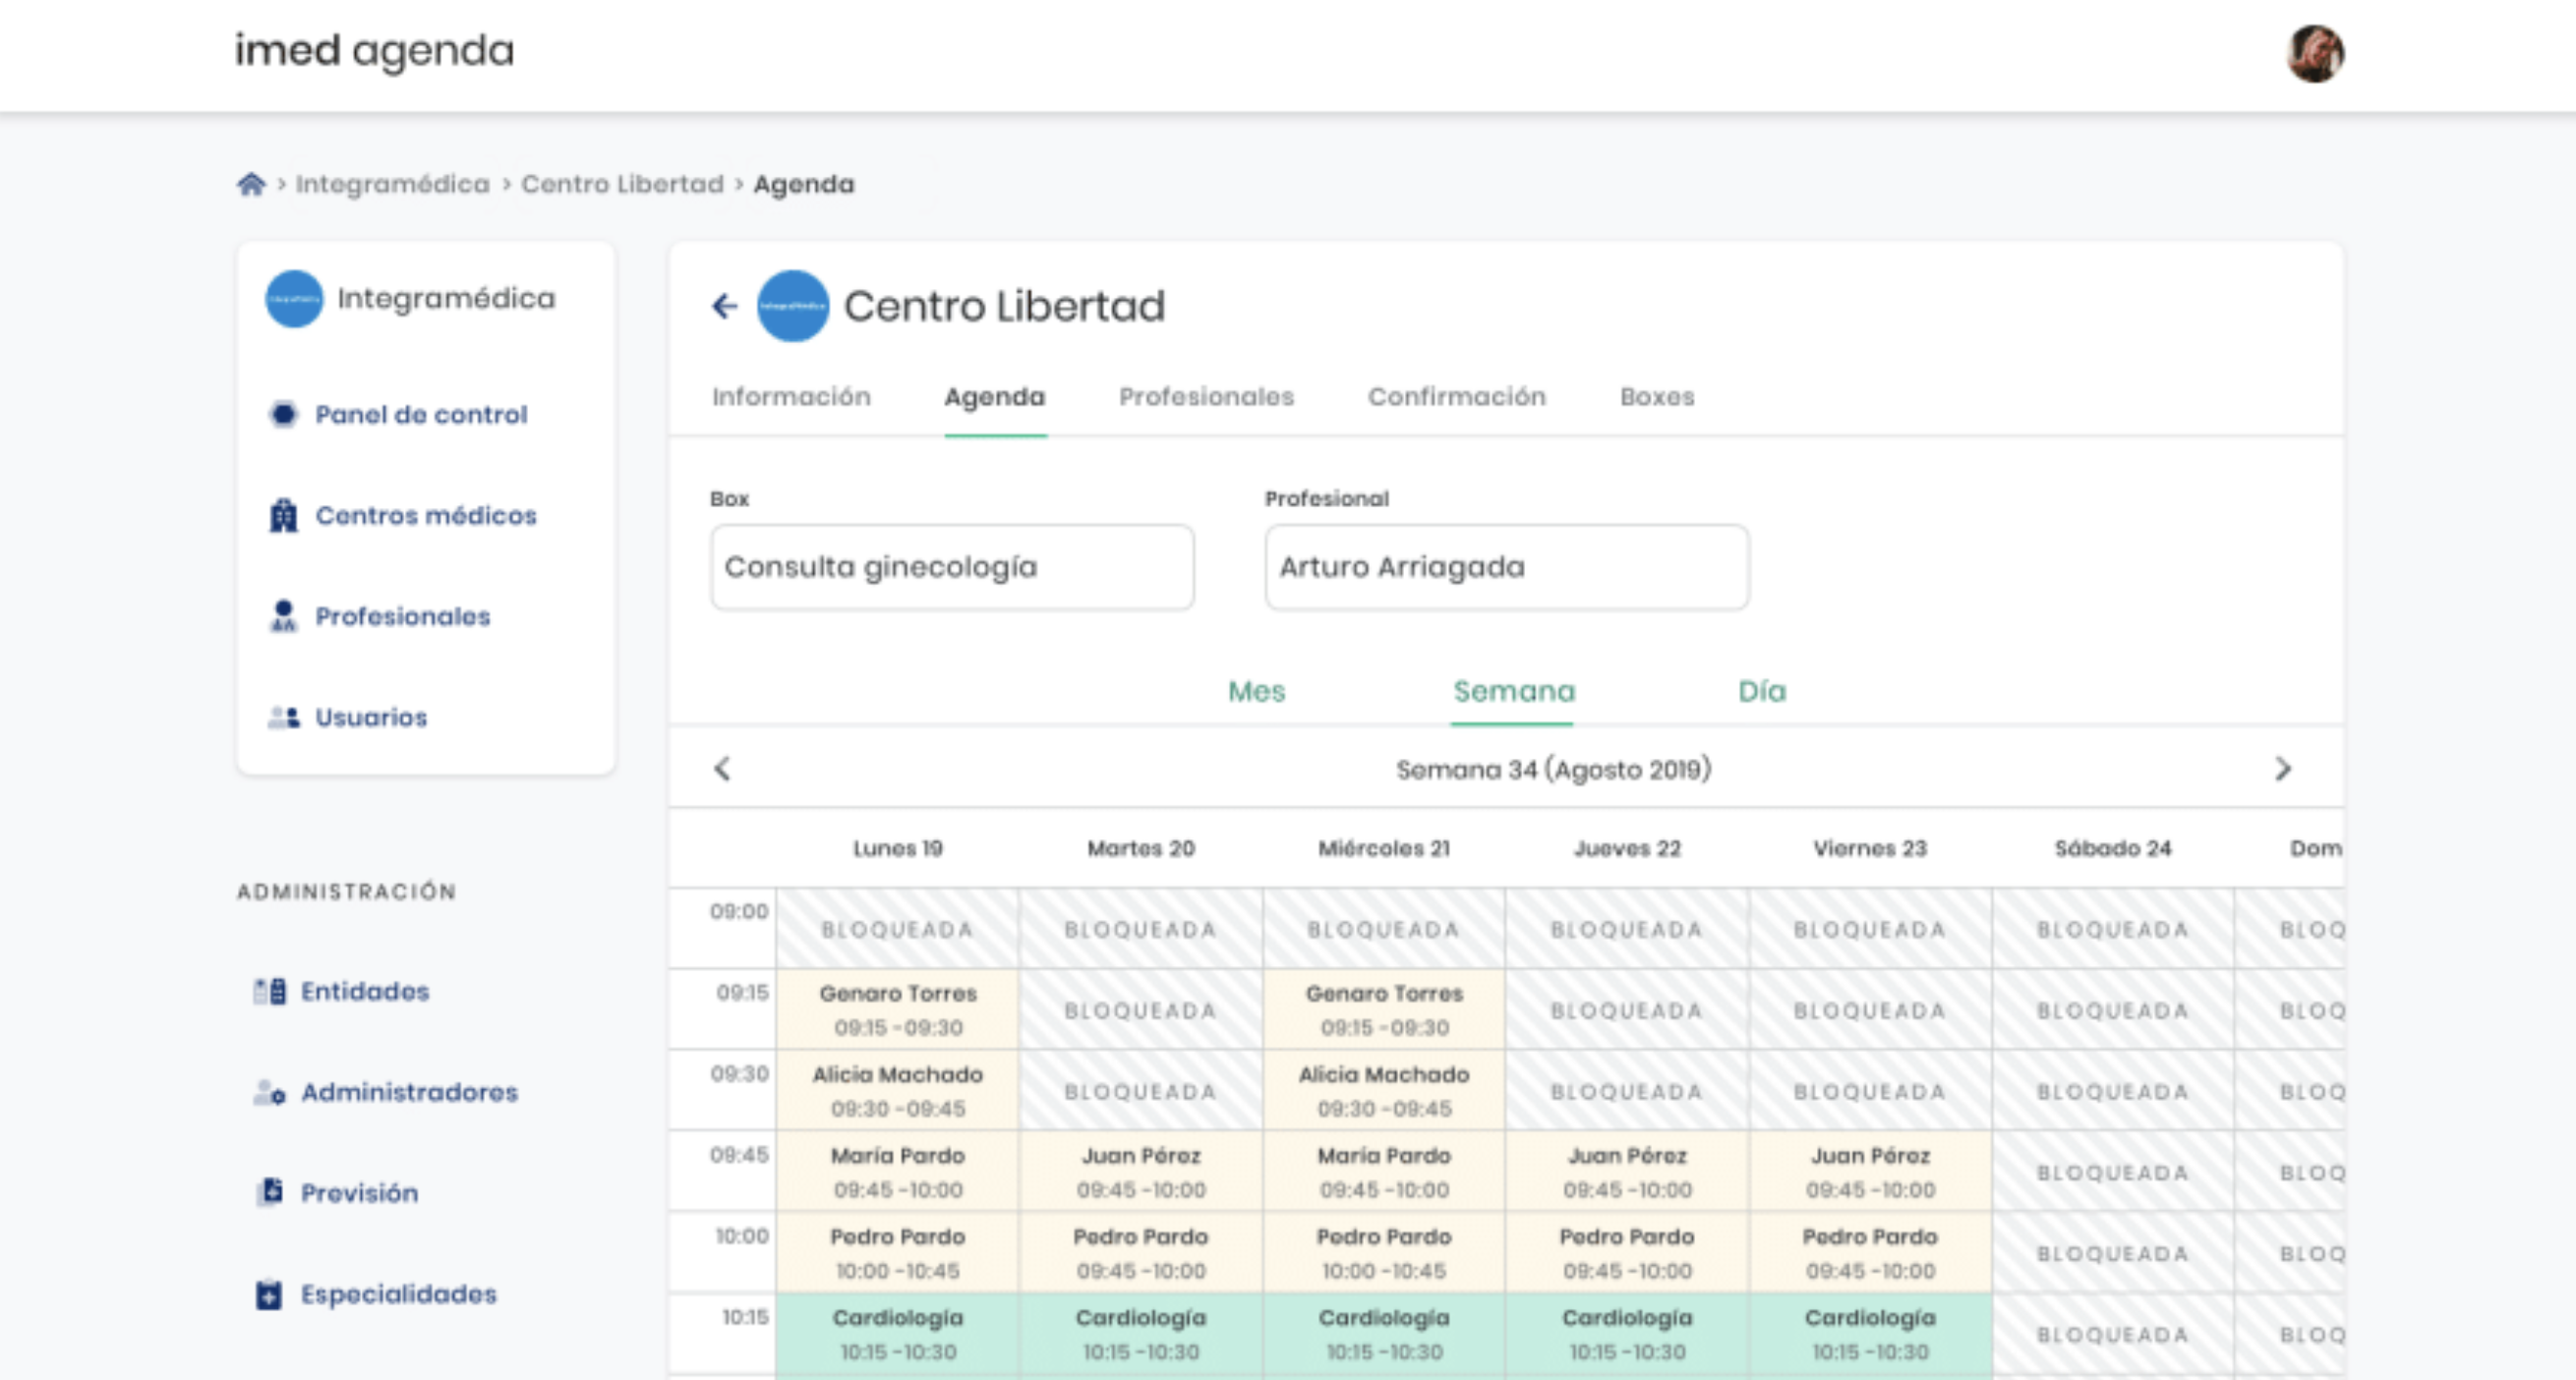 imed agenda
Integramédica > Centro Libertad > Agenda
Integramédica
Panel de control
Centros médicos
Profesionales
Usuarios
ADMINISTRACIÓN
Entidades
Administradores
Previsión
Especialidades
Centro Libertad
Información Agenda Profesionales Confirmación Boxes
Box Profesional
Consulta ginecología Arturo Arriagada
Mes Semana Día
Semana 34 (Agosto 2019)
Lunes 19 Martes 20 Miércoles 21 Jueves 22 Viernes 23 Sábado 24 Dom
09:00 BLOQUEADA BLOQUEADA BLOQUEADA BLOQUEADA BLOQUEADA BLOQUEADA BLOQ
09:15 Genaro Torres BLOQUEADA Genaro Torres BLOQUEADA BLOQUEADA BLOQUEADA BLOQ
09:15 - 09:30 09:15 - 09:30
09:30 Alicia Machado BLOQUEADA Alicia Machado BLOQUEADA BLOQUEADA BLOQUEADA BLOQ
09:30 - 09:45 09:30 - 09:45
09:45 María Pardo Juan Pérez María Pardo Juan Pérez Juan Pérez BLOQUEADA BLOQ
09:45 - 10:00 09:45 - 10:00 09:45 - 10:00 09:45 - 10:00 09:45 - 10:00
10:00 Pedro Pardo Pedro Pardo Pedro Pardo Pedro Pardo Pedro Pardo BLOQUEADA BLOQ
10:00 - 10:45 09:45 - 10:00 10:00 - 10:45 09:45 - 10:00 09:45 - 10:00
10:15 Cardiología Cardiología Cardiología Cardiología Cardiología BLOQUEADA BLOQ
10:15 - 10:30 10:15 - 10:30 10:15 - 10:30 10:15 - 10:30 10:15 - 10:30